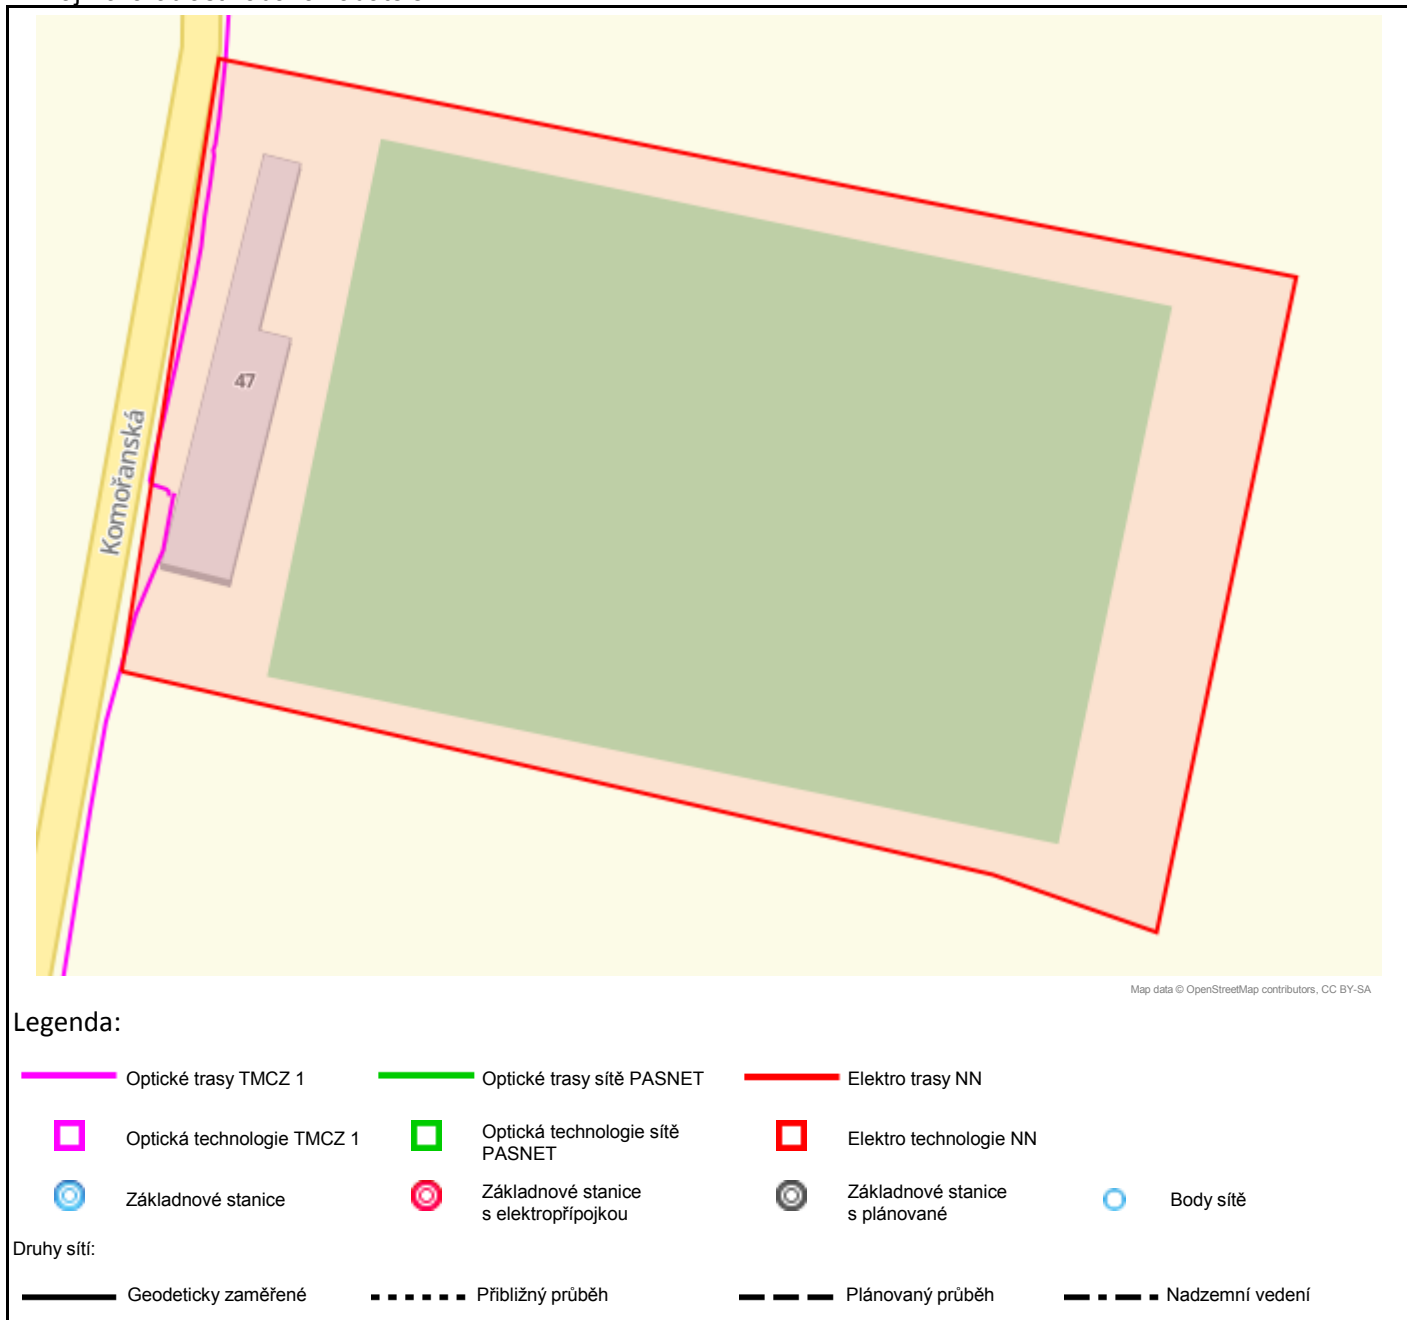 47
Komořanská
Map data © OpenStreetMap contributors, CC BY-SA
Legenda:
Optické trasy TMCZ 1
Optické trasy sítě PASNET
Elektro trasy NN
Optická technologie TMCZ 1
Optická technologie sítě
PASNET
Elektro technologie NN
Základnové stanice
Základnové stanice
s elektropřípojkou
Základnové stanice
s plánované
Body sítě
Druhy sítí:
Geodeticky zaměřené
Přibližný průběh
Plánovaný průběh
Nadzemní vedení